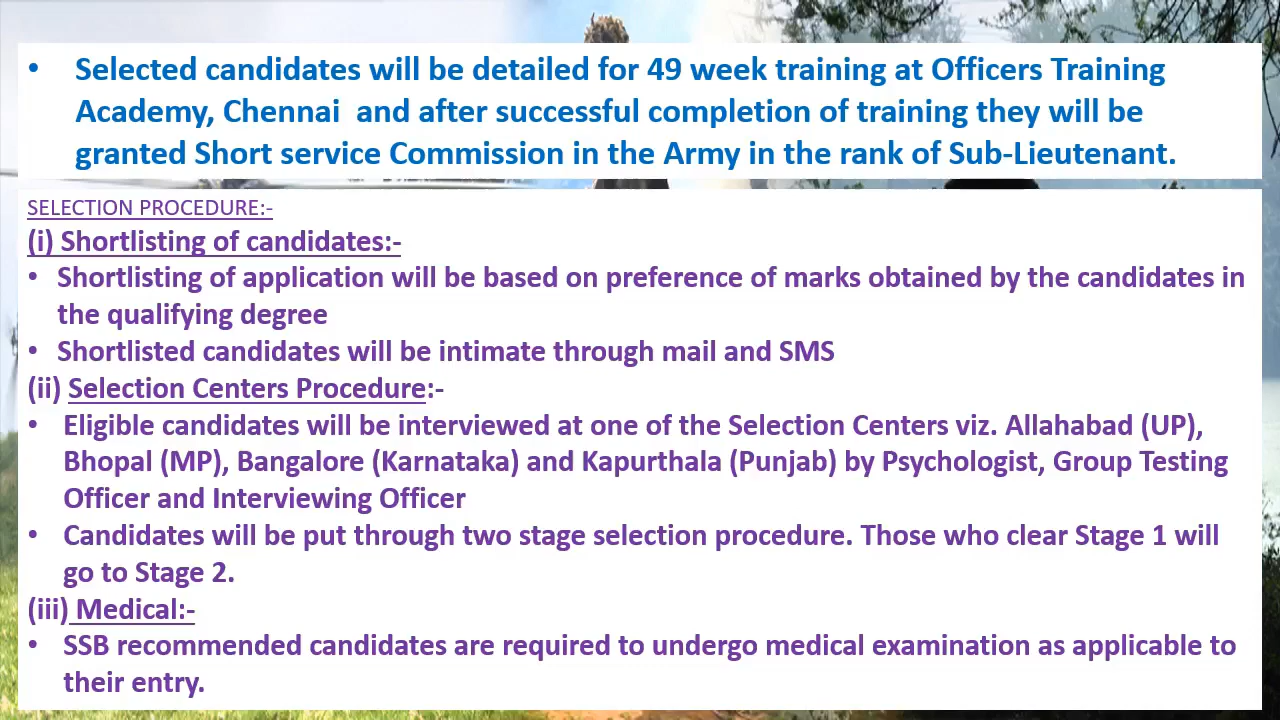 • Selected candidates will be detailed for 49 week training at Officers Training
Academy, Chennai and after successful completion of training they will be
granted Short service Commission in the Army in the rank of Sub-Lieutenant.
SELECTION PROCEDURE:-
(i) Shortlisting of candidates:-
• Shortlisting of application will be based on preference of marks obtained by the candidates in
the qualifying degree
• Shortlisted candidates will be intimate through mail and SMS
(ii) Selection Centers Procedure:-
• Eligible candidates will be interviewed at one of the Selection Centers viz. Allahabad (UP),
Bhopal (MP), Bangalore (Karnataka) and Kapurthala (Punjab) by Psychologist, Group Testing
Officer and Interviewing Officer
• Candidates will be put through two stage selection procedure. Those who clear Stage 1 will
go to Stage 2.
(iii) Medical:-
• SSB recommended candidates are required to undergo medical examination as applicable to
their entry.